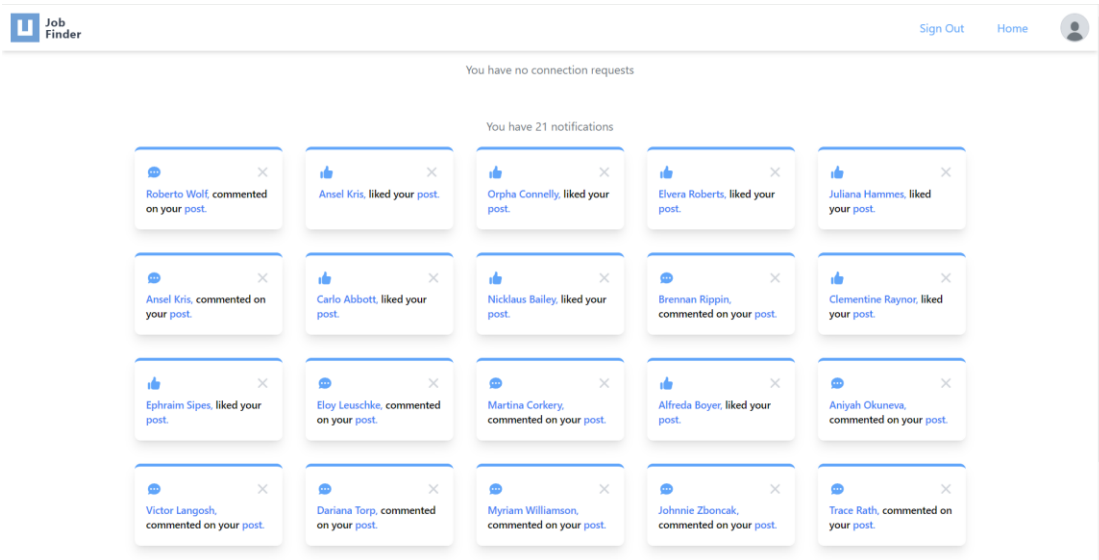 U Job
Finder
Sign Out Home
You have no connection requests
You have 21 notifications
Roberto Wolf, commented
on your post.
Ansel Kris, liked your post.
Orpha Connelly, liked your
post.
Elvera Roberts, liked your
post.
Juliana Hammes, liked
your post.
Ansel Kris, commented on
your post.
Carlo Abbott, liked your
post.
Nicklaus Bailey, liked your
post.
Brennan Rippin,
commented on your post.
Clementine Raynor, liked
your post.
Ephraim Sipes, liked your
post.
Eloy Leuschke, commented
on your post.
Martina Corkery,
commented on your post.
Alfreda Boyer, liked your
post.
Aniyah Okuneva,
commented on your post.
Victor Langosh,
commented on your post.
Dariana Torp, commented
on your post.
Myriam Williamson,
commented on your post.
Johnnie Zboncak,
commented on your post.
Trace Rath, commented on
your post.